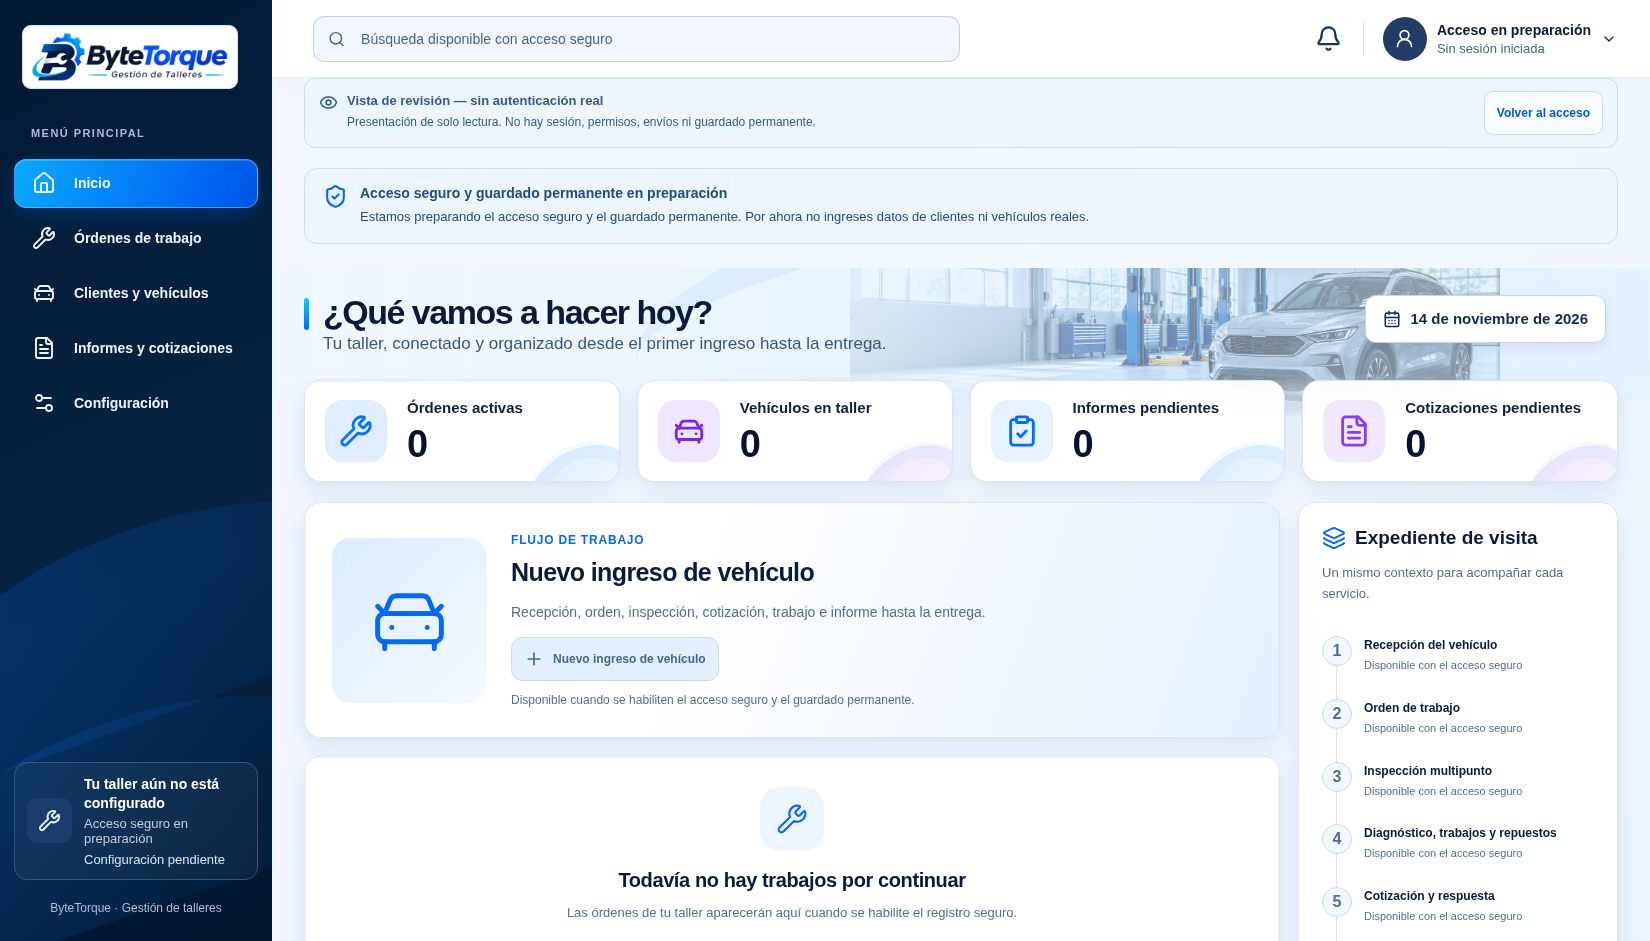 ByteTorque
Gestión de Talleres
MENÚ PRINCIPAL
Inicio
Órdenes de trabajo
Clientes y vehículos
Informes y cotizaciones
Configuración
Tu taller aún no está
configurado
Acceso seguro en
preparación
Configuración pendiente
ByteTorque · Gestión de talleres
Búsqueda disponible con acceso seguro
Acceso en preparación
Sin sesión iniciada
Vista de revisión — sin autenticación real
Presentación de solo lectura. No hay sesión, permisos, envíos ni guardado permanente.
Volver al acceso
Acceso seguro y guardado permanente en preparación
Estamos preparando el acceso seguro y el guardado permanente. Por ahora no ingreses datos de clientes ni vehículos reales.
¿Qué vamos a hacer hoy?
Tu taller, conectado y organizado desde el primer ingreso hasta la entrega.
14 de noviembre de 2026
Órdenes activas
0
Vehículos en taller
0
Informes pendientes
0
Cotizaciones pendientes
0
FLUJO DE TRABAJO
Nuevo ingreso de vehículo
Recepción, orden, inspección, cotización, trabajo e informe hasta la entrega.
Nuevo ingreso de vehículo
Disponible cuando se habiliten el acceso seguro y el guardado permanente.
Todavía no hay trabajos por continuar
Las órdenes de tu taller aparecerán aquí cuando se habilite el registro seguro.
Expediente de visita
Un mismo contexto para acompañar cada
servicio.
1
Recepción del vehículo
Disponible con el acceso seguro
2
Orden de trabajo
Disponible con el acceso seguro
3
Inspección multipunto
Disponible con el acceso seguro
4
Diagnóstico, trabajos y repuestos
Disponible con el acceso seguro
5
Cotización y respuesta
Disponible con el acceso seguro